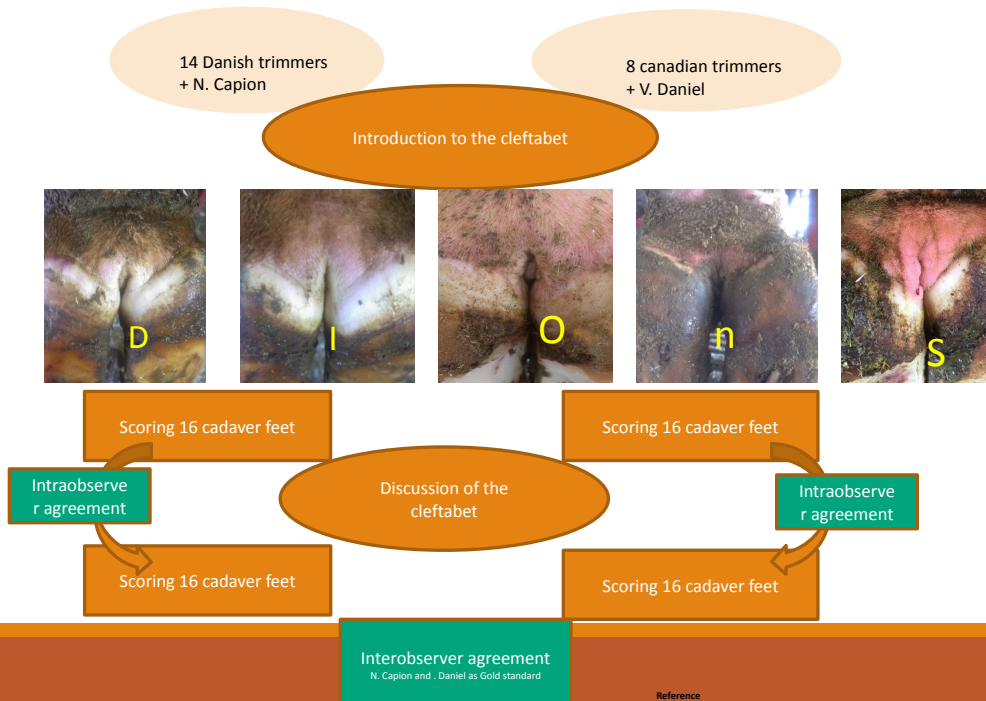 14 Danish trimmers
+ N. Capion
8 canadian trimmers
+ V. Daniel
Introduction to the cleftabet
D
I
O
n
S
Scoring 16 cadaver feet
Scoring 16 cadaver feet
Intraobserve
r agreement
Discussion of the
cleftabet
Intraobserve
r agreement
Scoring 16 cadaver feet
Scoring 16 cadaver feet
Interobserver agreement
N. Capion and . Daniel as Gold standard
Reference